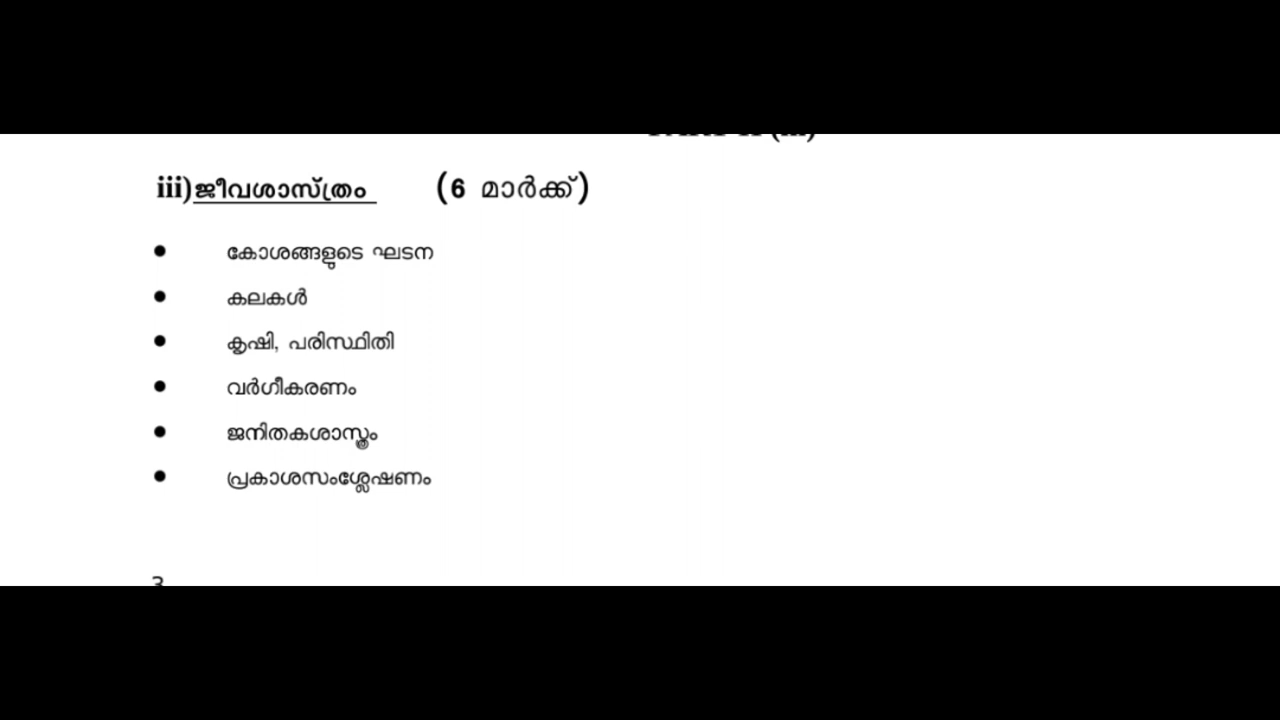 iii)ജീവശാസ്ത്രം (6 മാർക്ക്)
● കോശങ്ങളുടെ ഘടന
● കലകൾ
● കൃഷി, പരിസ്ഥിതി
● വർഗീകരണം
● ജനിതകശാസ്ത്രം
● പ്രകാശസംശ്ലേഷണം